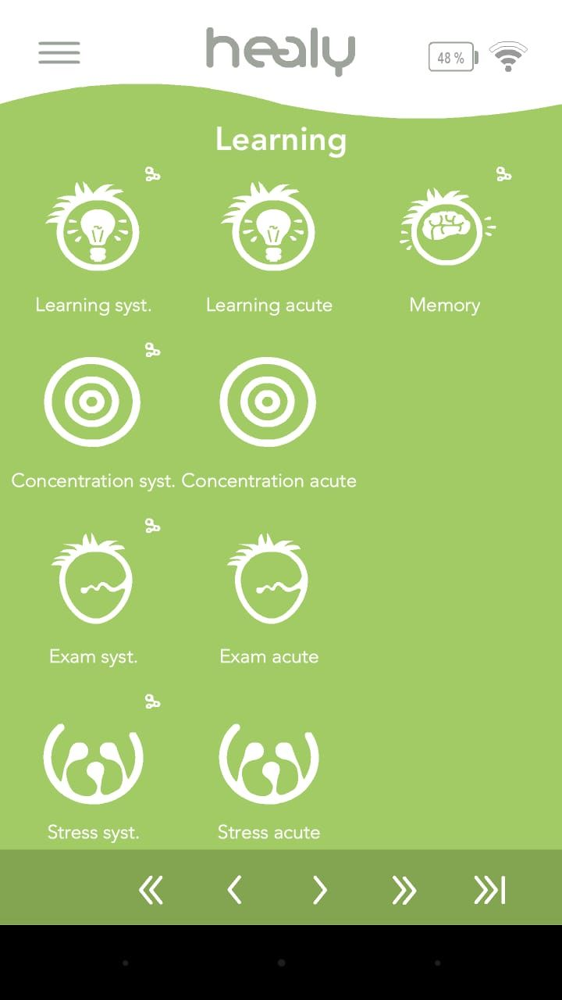 healy
48 %
Learning
Learning syst. Learning acute Memory
Concentration syst. Concentration acute
Exam syst. Exam acute
Stress syst. Stress acute